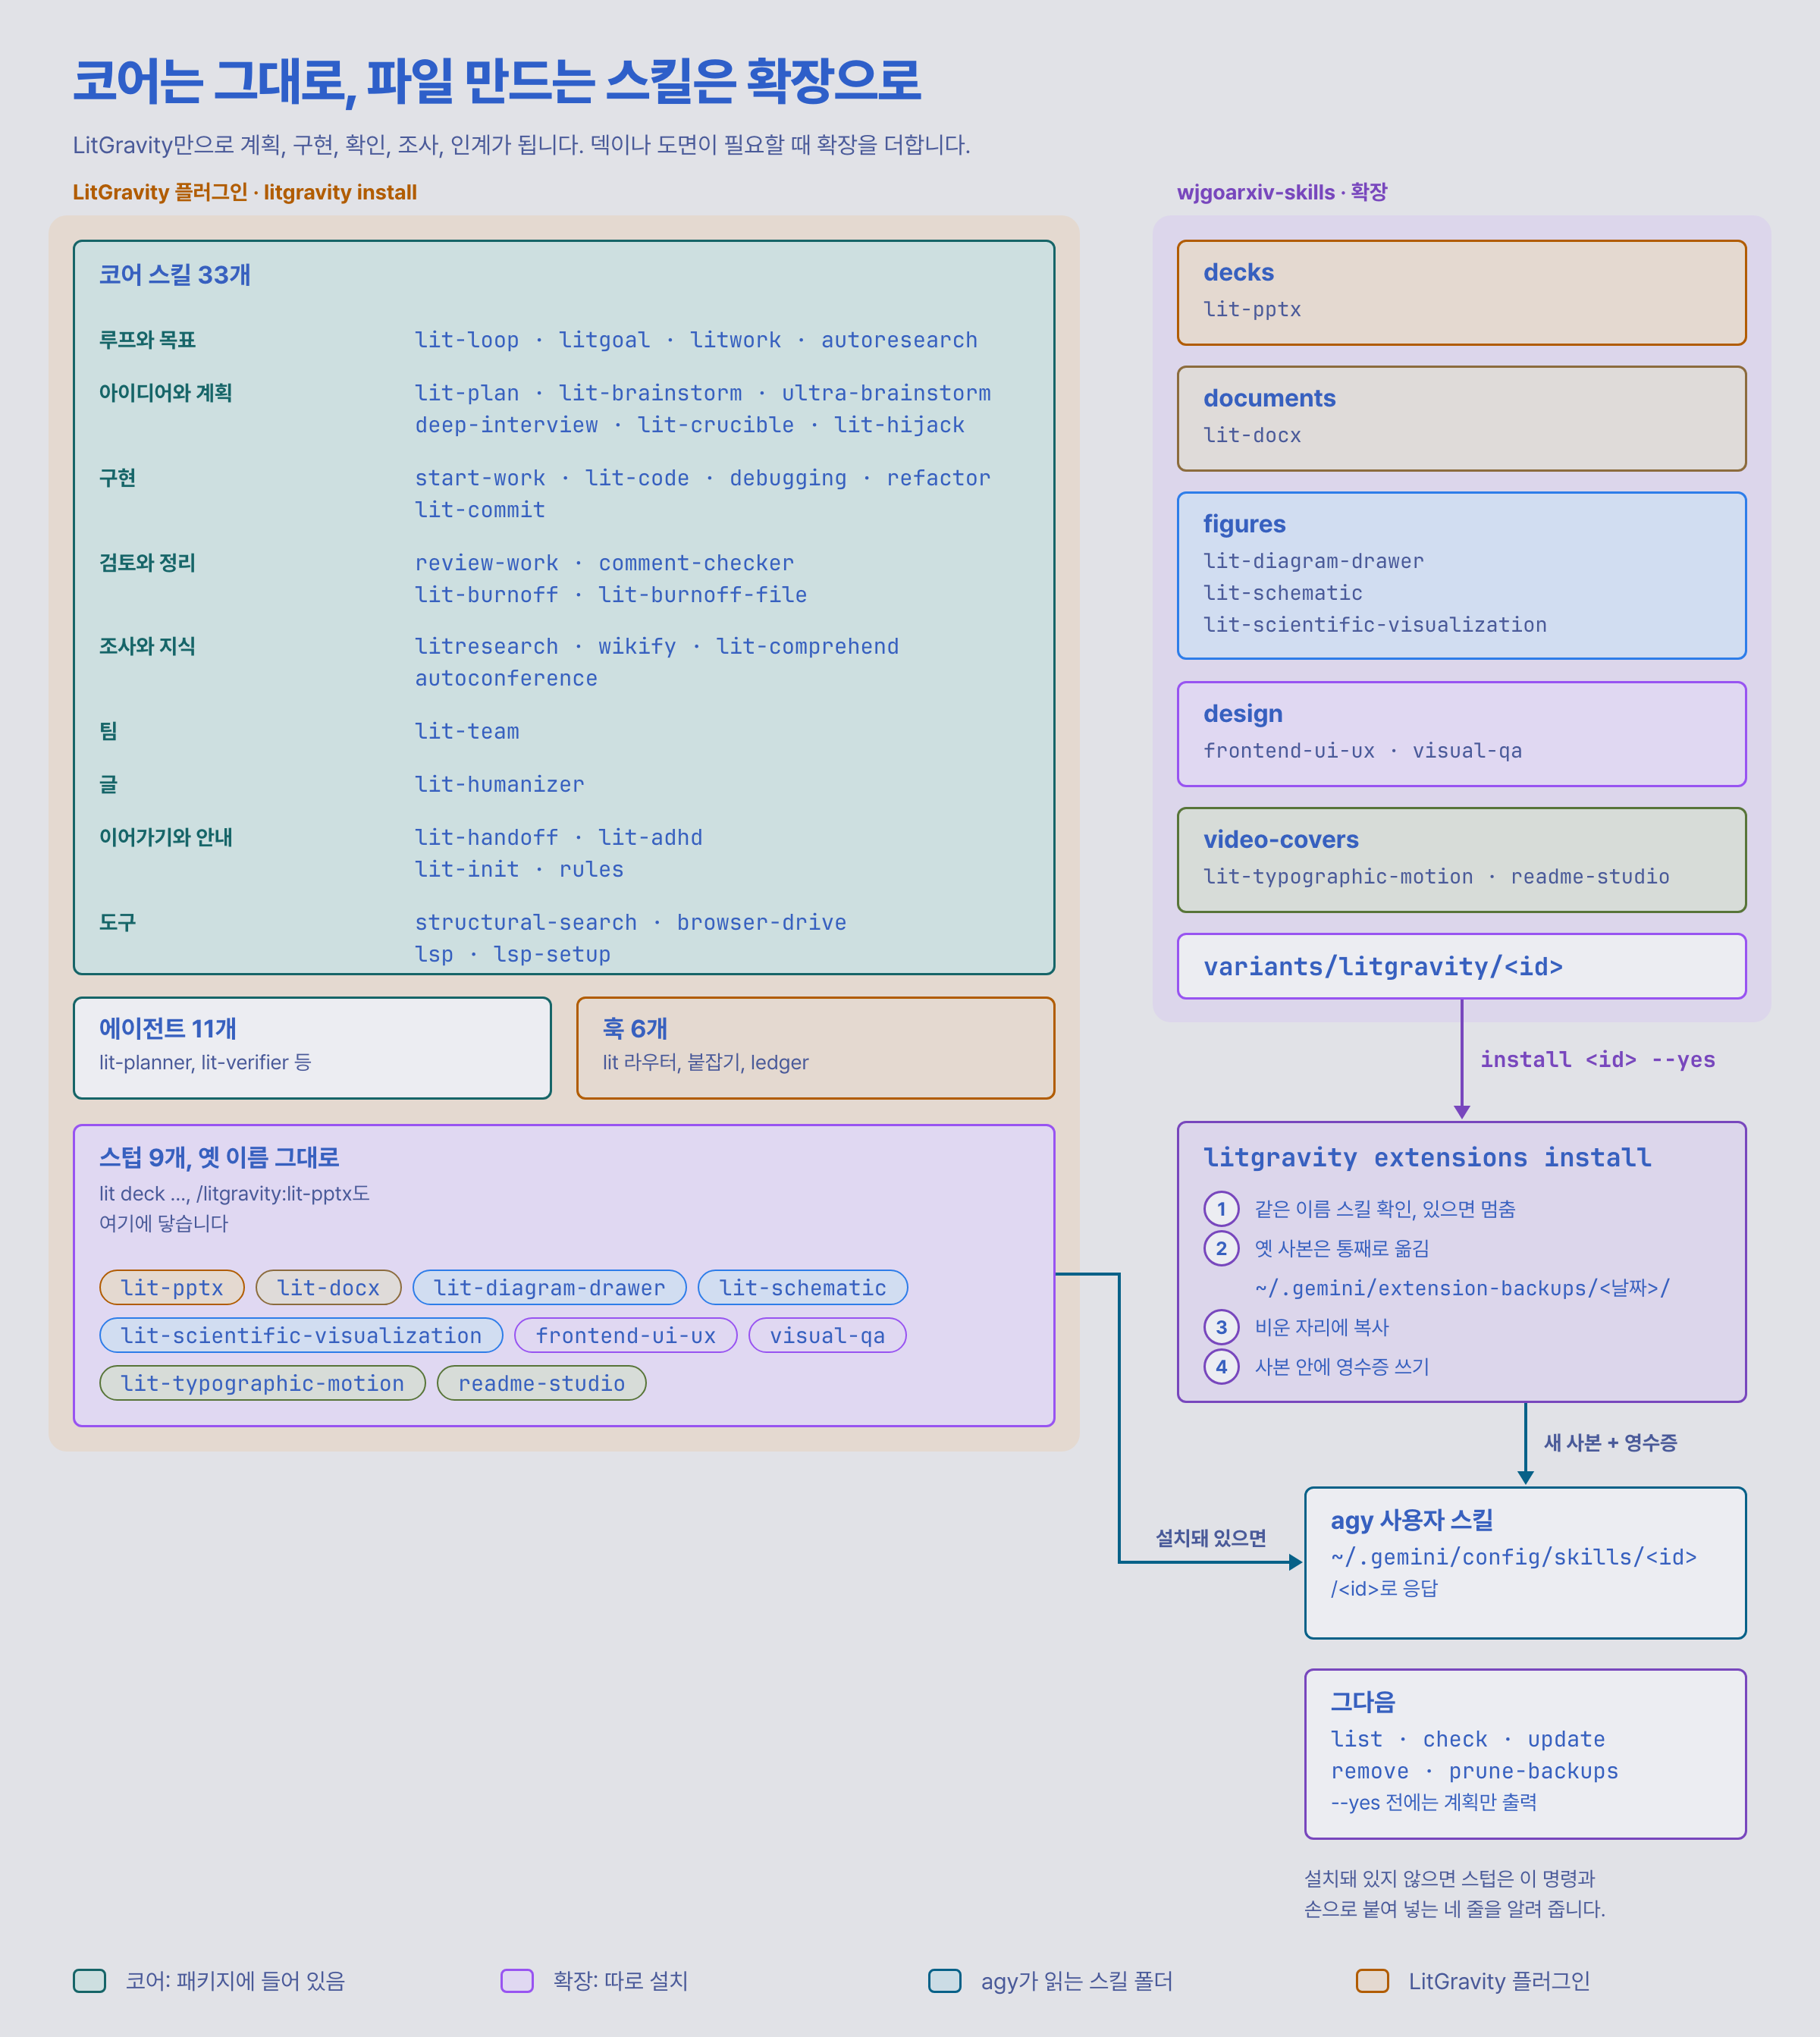 코어는 그대로, 파일 만드는 스킬은 확장으로
LitGravity만으로 계획, 구현, 확인, 조사, 인계가 됩니다. 덱이나 도면이 필요할 때 확장을 더합니다.
LitGravity 플러그인 · litgravity install
코어 스킬 33개
루프와 목표
lit-loop · litgoal · litwork · autoresearch
아이디어와 계획
lit-plan · lit-brainstorm · ultra-brainstorm
deep-interview · lit-crucible · lit-hijack
구현
start-work · lit-code · debugging · refactor
lit-commit
검토와 정리
review-work · comment-checker
lit-burnoff · lit-burnoff-file
조사와 지식
litresearch · wikify · lit-comprehend
autoconference
팀
lit-team
글
lit-humanizer
이어가기와 안내
lit-handoff · lit-adhd
lit-init · rules
도구
structural-search · browser-drive
lsp · lsp-setup
에이전트 11개
lit-planner, lit-verifier 등
훅 6개
lit 라우터, 붙잡기, ledger
스텁 9개, 옛 이름 그대로
lit deck ..., /litgravity:lit-pptx도
여기에 닿습니다
lit-pptx
lit-docx
lit-diagram-drawer
lit-schematic
lit-scientific-visualization
frontend-ui-ux
visual-qa
lit-typographic-motion
readme-studio
wjgoarxiv-skills · 확장
decks
lit-pptx
documents
lit-docx
figures
lit-diagram-drawer
lit-schematic
lit-scientific-visualization
design
frontend-ui-ux · visual-qa
video-covers
lit-typographic-motion · readme-studio
variants/litgravity/<id>
install <id> --yes
litgravity extensions install
1 같은 이름 스킬 확인, 있으면 멈춤
2 옛 사본은 통째로 옮김
~/.gemini/extension-backups/<날짜>/
3 비운 자리에 복사
4 사본 안에 영수증 쓰기
새 사본 + 영수증
설치돼 있으면
agy 사용자 스킬
~/.gemini/config/skills/<id>
/<id>로 응답
그다음
list · check · update
remove · prune-backups
--yes 전에는 계획만 출력
설치돼 있지 않으면 스텁은 이 명령과
손으로 붙여 넣는 네 줄을 알려 줍니다.
코어: 패키지에 들어 있음
확장: 따로 설치
agy가 읽는 스킬 폴더
LitGravity 플러그인